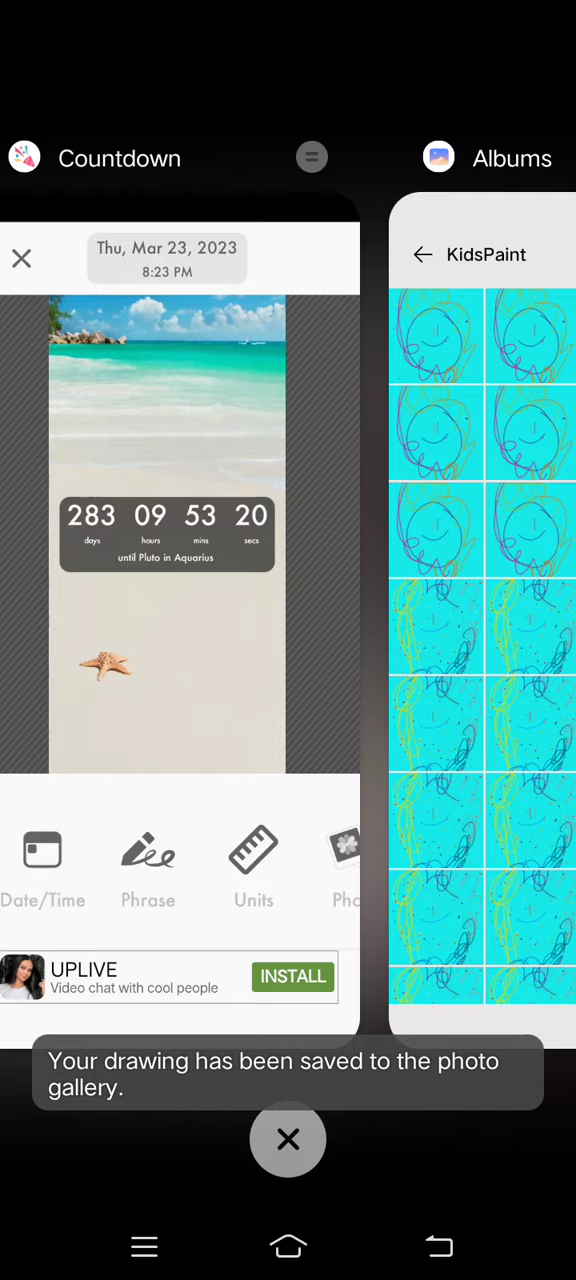 Countdown
Albums
Thu, Mar 23, 2023
8:23 PM
KidsPaint
283 09 53 20
days hours mins secs
until Pluto in Aquarius
Date/Time Phrase Units Pho
UPLIVE
Video chat with cool people
INSTALL
Your drawing has been saved to the photo
gallery.